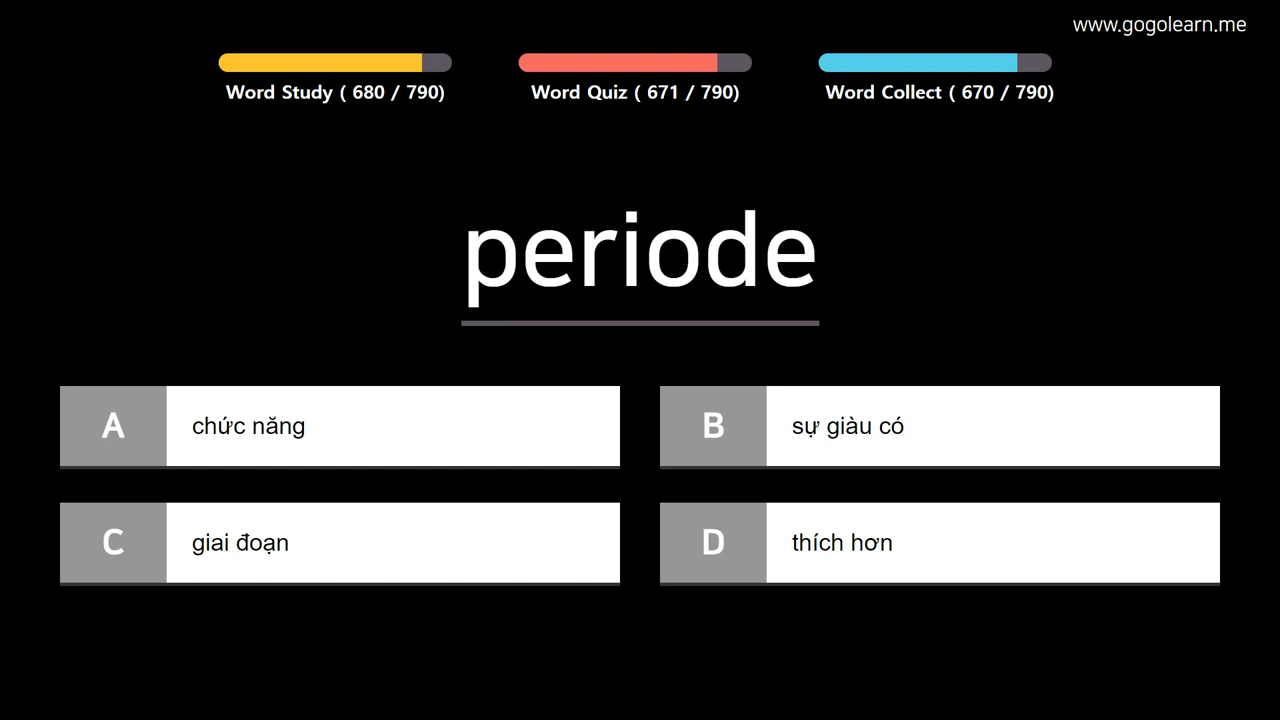 www.gogolearn.me
Word Study ( 680 / 790)
Word Quiz ( 671 / 790)
Word Collect ( 670 / 790)
periode
A chức năng
B sự giàu có
C giai đoạn
D thích hơn